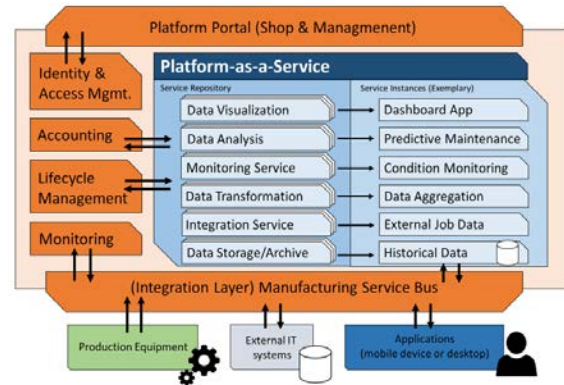 Platform Portal (Shop & Managmenent)
Identity &
Access Mgmt.
Accounting
Lifecycle
Management
Monitoring
Platform-as-a-Service
Service Repository
Service Instances (Exemplary)
Data Visualization
Dashboard App
Data Analysis
Predictive Maintenance
Monitoring Service
Condition Monitoring
Data Transformation
Data Aggregation
Integration Service
External Job Data
Data Storage/Archive
Historical Data
(Integration Layer) Manufacturing Service Bus
Production Equipment
External IT
systems
Applications
(mobile device or desktop)